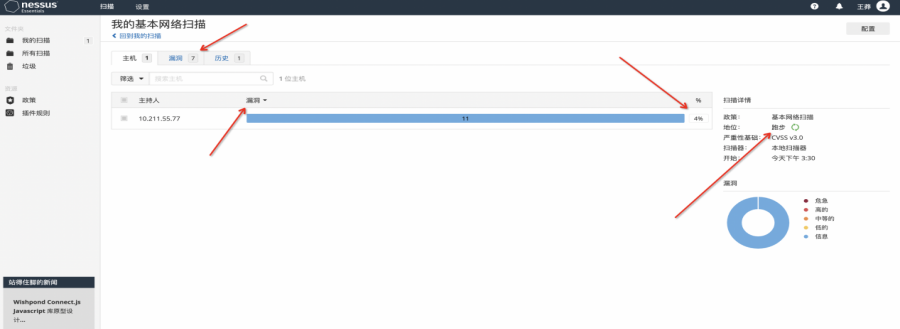 nessus
Essentials
扫描
设置
王葬
文件夹
我的扫描 1
所有扫描
垃圾
资源
政策
插件规则
站得住脚的新闻
Wishpond Connect.js
Javascript 库原型设
计...
我的基本网络扫描
回到我的扫描
配置
主机 1
漏洞 7
历史 1
筛选
搜索主机
1 位主机
主持人
漏洞
%
10.211.55.77
11
4%
扫描详情
政策: 基本网络扫描
地位: 跑步
严重性基础: CVSS v3.0
扫描器: 本地扫描器
开始: 今天下午 3:30
漏洞
危急
高的
中等的
低的
信息